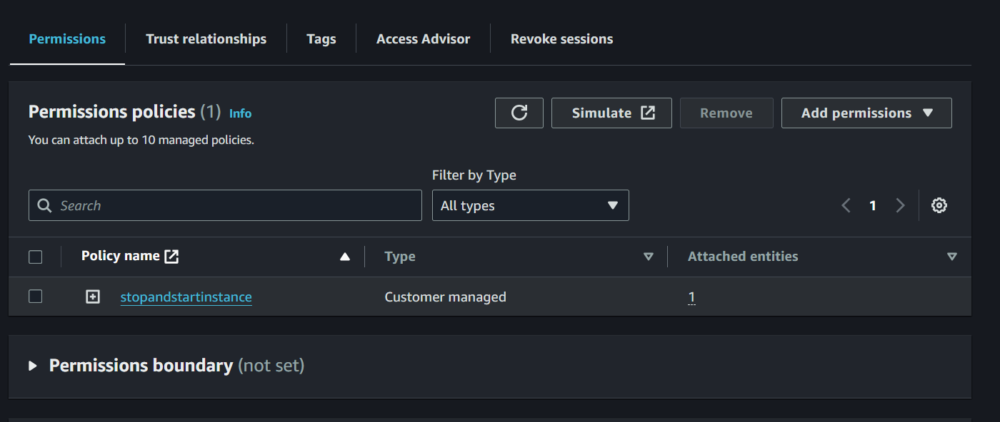 Permissions
Trust relationships
Tags
Access Advisor
Revoke sessions
Permissions policies (1) Info
Simulate
Remove
Add permissions
You can attach up to 10 managed policies.
Filter by Type
Search
All types
1
Policy name
Type
Attached entities
stopandstartinstance
Customer managed
1
Permissions boundary (not set)